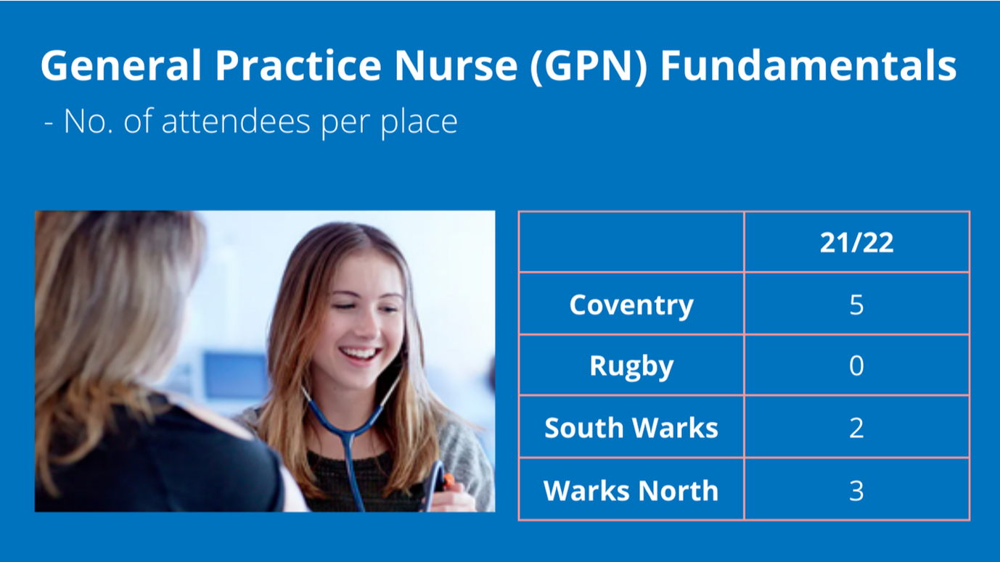 General Practice Nurse (GPN) Fundamentals
- No. of attendees per place
21/22
Coventry 5
Rugby 0
South Warks 2
Warks North 3